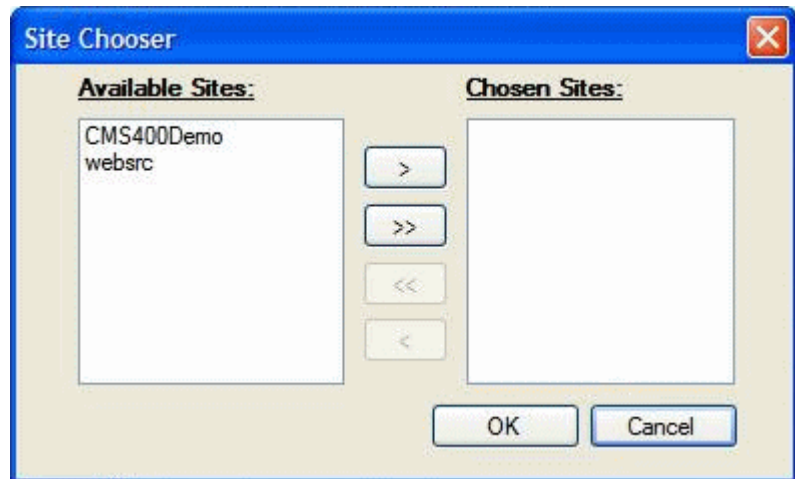 Site Chooser
Available Sites:
Chosen Sites:
CMS400Demo
websrc
>
>>
<<
<
OK
Cancel